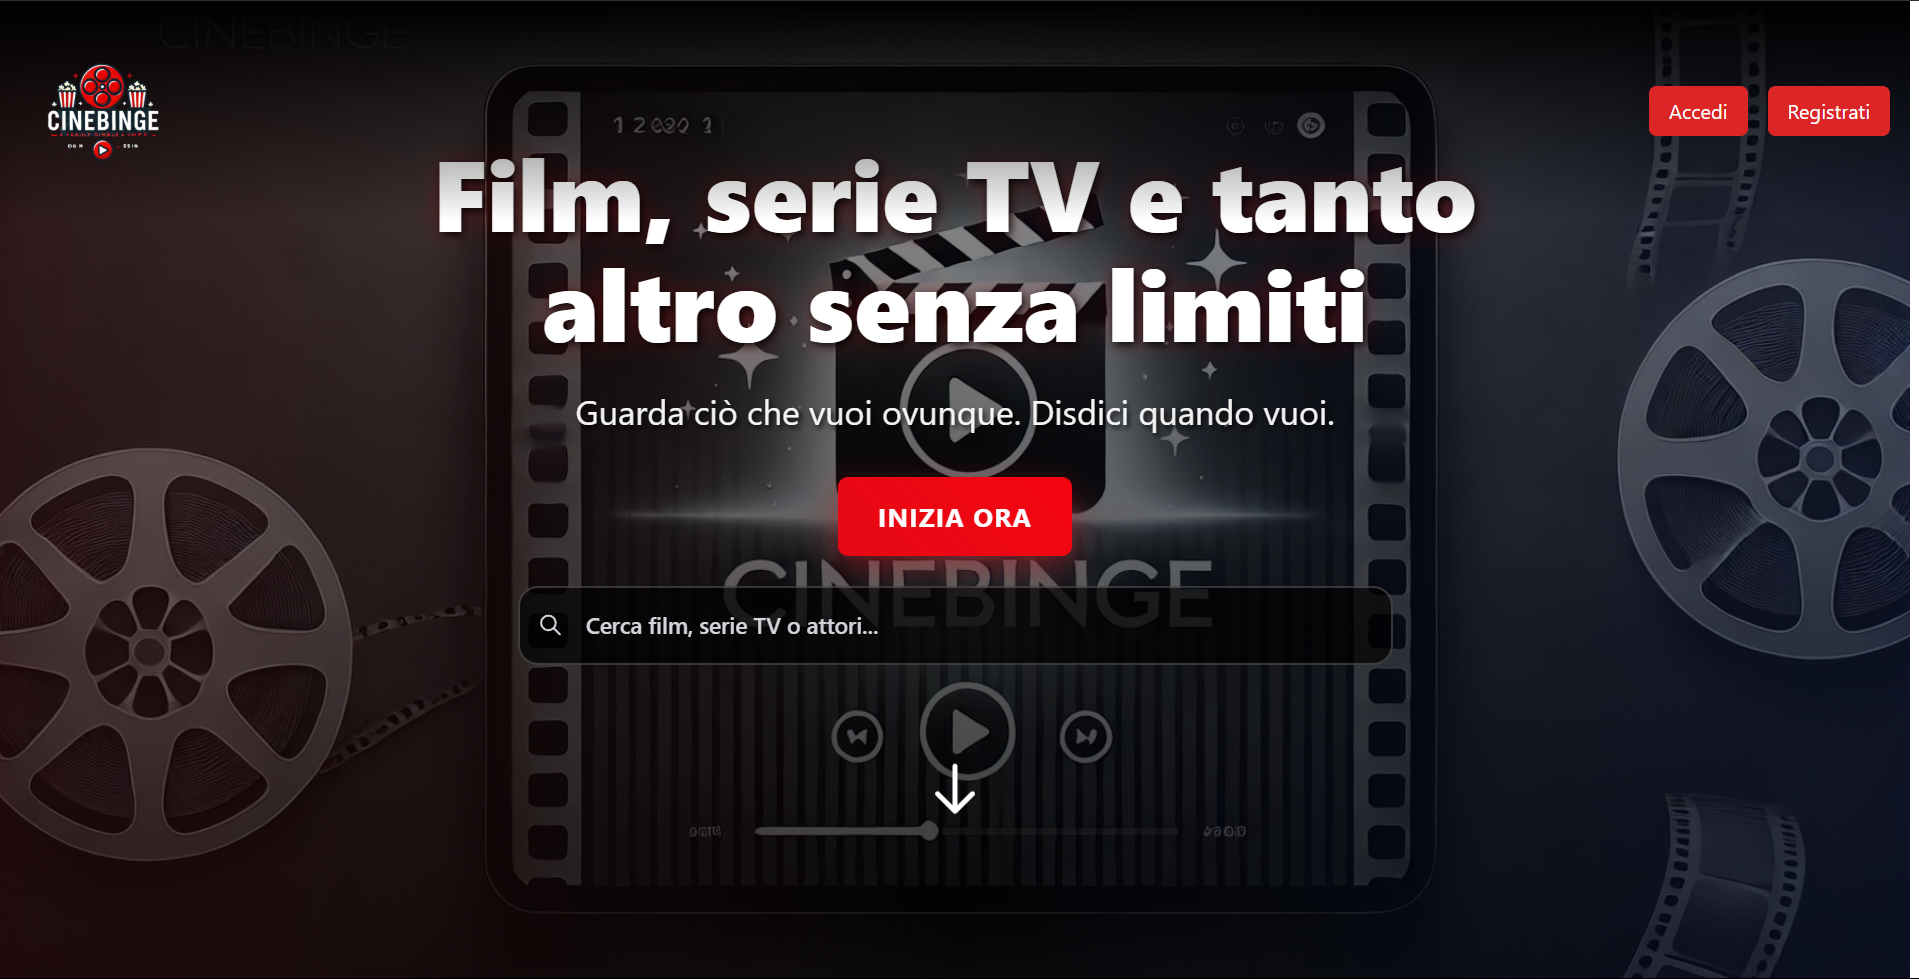 CINEBINGE
CINEBINGE
Accedi
Registrati
Film, serie TV e tanto
altro senza limiti
Guarda ciò che vuoi ovunque. Disdici quando vuoi.
INIZIA ORA
CINEBINGE
Cerca film, serie TV o attori...